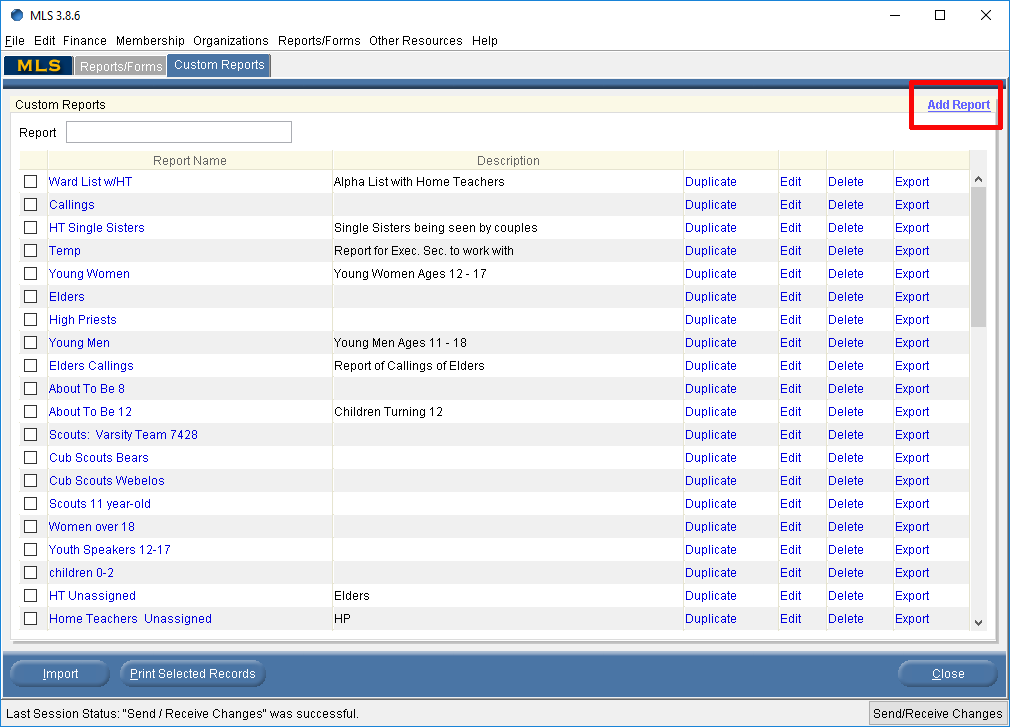 MLS 3.8.6
File Edit Finance Membership Organizations Reports/Forms Other Resources Help
MLS Reports/Forms Custom Reports
Custom Reports Add Report
Report
Report Name Description
Ward List w/HT Alpha List with Home Teachers Duplicate Edit Delete Export
Callings Duplicate Edit Delete Export
HT Single Sisters Single Sisters being seen by couples Duplicate Edit Delete Export
Temp Report for Exec. Sec. to work with Duplicate Edit Delete Export
Young Women Young Women Ages 12 - 17 Duplicate Edit Delete Export
Elders Duplicate Edit Delete Export
High Priests Duplicate Edit Delete Export
Young Men Young Men Ages 11 - 18 Duplicate Edit Delete Export
Elders Callings Report of Callings of Elders Duplicate Edit Delete Export
About To Be 8 Duplicate Edit Delete Export
About To Be 12 Children Turning 12 Duplicate Edit Delete Export
Scouts:  Varsity Team 7428 Duplicate Edit Delete Export
Cub Scouts Bears Duplicate Edit Delete Export
Cub Scouts Webelos Duplicate Edit Delete Export
Scouts 11 year-old Duplicate Edit Delete Export
Women over 18 Duplicate Edit Delete Export
Youth Speakers 12-17 Duplicate Edit Delete Export
children 0-2 Duplicate Edit Delete Export
HT Unassigned Elders Duplicate Edit Delete Export
Home Teachers  Unassigned HP Duplicate Edit Delete Export
Import Print Selected Records Close
Last Session Status: "Send / Receive Changes" was successful. Send/Receive Changes